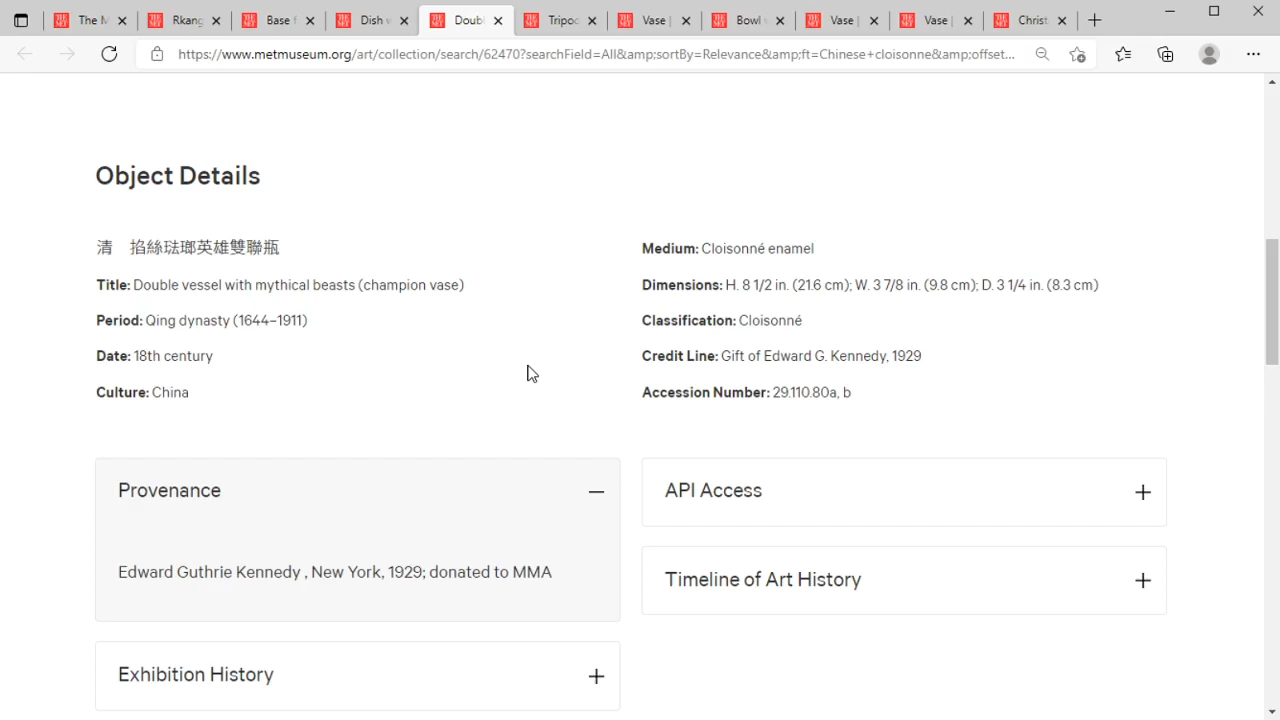 The M
Rkang
Base f
Dish v
Doubl
Tripod
Vase |
Bowl v
Vase |
Vase |
Christ
https://www.metmuseum.org/art/collection/search/62470?searchField=All&amp;sortBy=Relevance&amp;ft=Chinese+cloisonne&amp;offset...
Object Details
清 掐絲琺瑯英雄雙聯瓶
Title: Double vessel with mythical beasts (champion vase)
Period: Qing dynasty (1644–1911)
Date: 18th century
Culture: China
Medium: Cloisonné enamel
Dimensions: H. 8 1/2 in. (21.6 cm); W. 3 7/8 in. (9.8 cm); D. 3 1/4 in. (8.3 cm)
Classification: Cloisonné
Credit Line: Gift of Edward G. Kennedy, 1929
Accession Number: 29.110.80a, b
Provenance
Edward Guthrie Kennedy , New York, 1929; donated to MMA
Exhibition History
API Access
Timeline of Art History